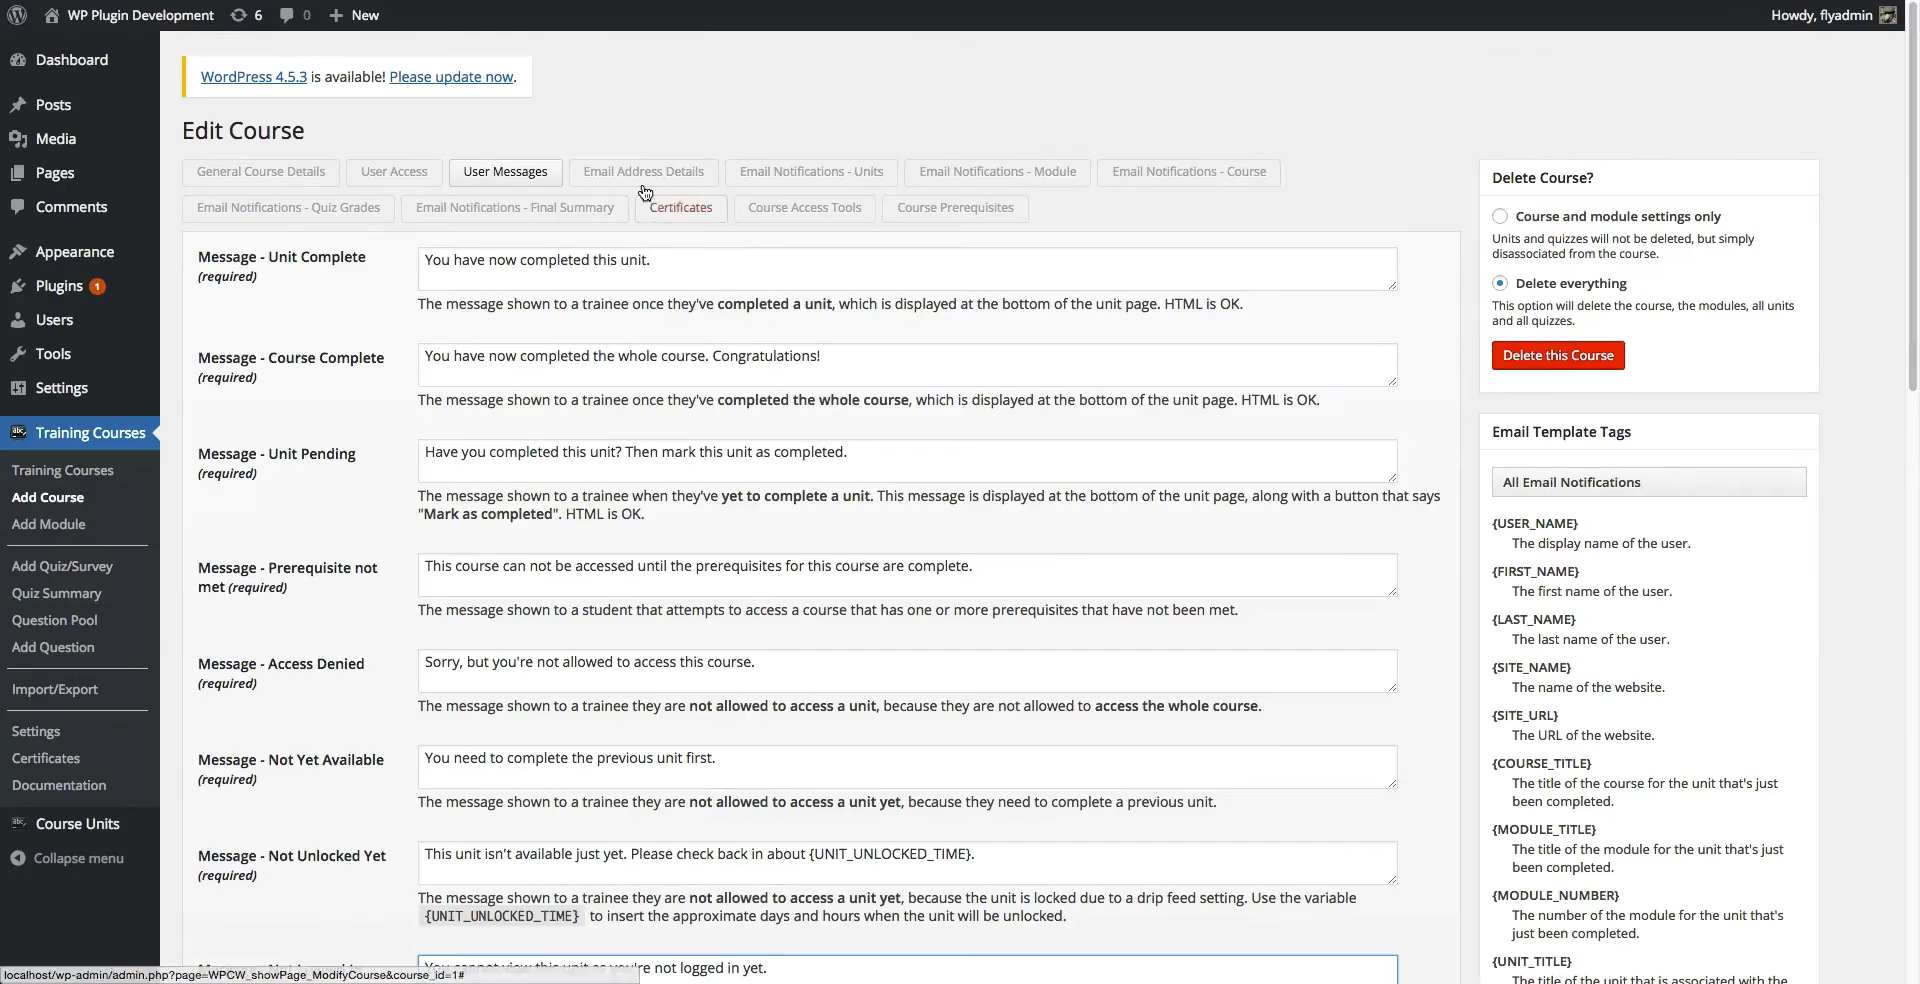 WP Plugin Development
6
0
New
Howdy, flyadmin
Dashboard
Posts
Media
Pages
Comments
Appearance
Plugins 1
Users
Tools
Settings
Training Courses
Training Courses
Add Course
Add Module
Add Quiz/Survey
Quiz Summary
Question Pool
Add Question
Import/Export
Settings
Certificates
Documentation
Course Units
Collapse menu
WordPress 4.5.3 is available! Please update now.
Edit Course
General Course Details
User Access
User Messages
Email Address Details
Email Notifications - Units
Email Notifications - Module
Email Notifications - Course
Email Notifications - Quiz Grades
Email Notifications - Final Summary
Certificates
Course Access Tools
Course Prerequisites
Message - Unit Complete
(required)
You have now completed this unit.
The message shown to a trainee once they've completed a unit, which is displayed at the bottom of the unit page. HTML is OK.
Message - Course Complete
(required)
You have now completed the whole course. Congratulations!
The message shown to a trainee once they've completed the whole course, which is displayed at the bottom of the unit page. HTML is OK.
Message - Unit Pending
(required)
Have you completed this unit? Then mark this unit as completed.
The message shown to a trainee when they've yet to complete a unit. This message is displayed at the bottom of the unit page, along with a button that says
"Mark as completed". HTML is OK.
Message - Prerequisite not
met (required)
This course can not be accessed until the prerequisites for this course are complete.
The message shown to a student that attempts to access a course that has one or more prerequisites that have not been met.
Message - Access Denied
(required)
Sorry, but you're not allowed to access this course.
The message shown to a trainee they are not allowed to access a unit, because they are not allowed to access the whole course.
Message - Not Yet Available
(required)
You need to complete the previous unit first.
The message shown to a trainee they are not allowed to access a unit yet, because they need to complete a previous unit.
Message - Not Unlocked Yet
(required)
This unit isn't available just yet. Please check back in about {UNIT_UNLOCKED_TIME}.
The message shown to a trainee they are not allowed to access a unit yet, because the unit is locked due to a drip feed setting. Use the variable
{UNIT_UNLOCKED_TIME} to insert the approximate days and hours when the unit will be unlocked.
You cannot view this unit as you're not logged in yet.
localhost/wp-admin/admin.php?page=WPCW_showPage_ModifyCourse&course_id=1#
Delete Course?
Course and module settings only
Units and quizzes will not be deleted, but simply
disassociated from the course.
Delete everything
This option will delete the course, the modules, all units
and all quizzes.
Delete this Course
Email Template Tags
All Email Notifications
{USER_NAME}
The display name of the user.
{FIRST_NAME}
The first name of the user.
{LAST_NAME}
The last name of the user.
{SITE_NAME}
The name of the website.
{SITE_URL}
The URL of the website.
{COURSE_TITLE}
The title of the course for the unit that's just
been completed.
{MODULE_TITLE}
The title of the module for the unit that's just
been completed.
{MODULE_NUMBER}
The number of the module for the unit that's
just been completed.
{UNIT_TITLE}
The title of the unit that is associated with the